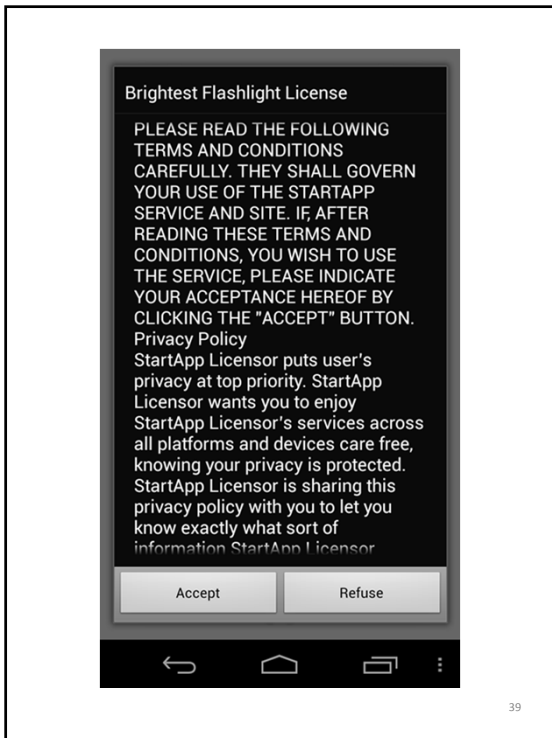 Brightest Flashlight License
PLEASE READ THE FOLLOWING
TERMS AND CONDITIONS
CAREFULLY. THEY SHALL GOVERN
YOUR USE OF THE STARTAPP
SERVICE AND SITE. IF, AFTER
READING THESE TERMS AND
CONDITIONS, YOU WISH TO USE
THE SERVICE, PLEASE INDICATE
YOUR ACCEPTANCE HEREOF BY
CLICKING THE "ACCEPT" BUTTON.
Privacy Policy
StartApp Licensor puts user's
privacy at top priority. StartApp
Licensor wants you to enjoy
StartApp Licensor's services across
all platforms and devices care free,
knowing your privacy is protected.
StartApp Licensor is sharing this
privacy policy with you to let you
know exactly what sort of
information StartApp Licensor
Accept Refuse
39